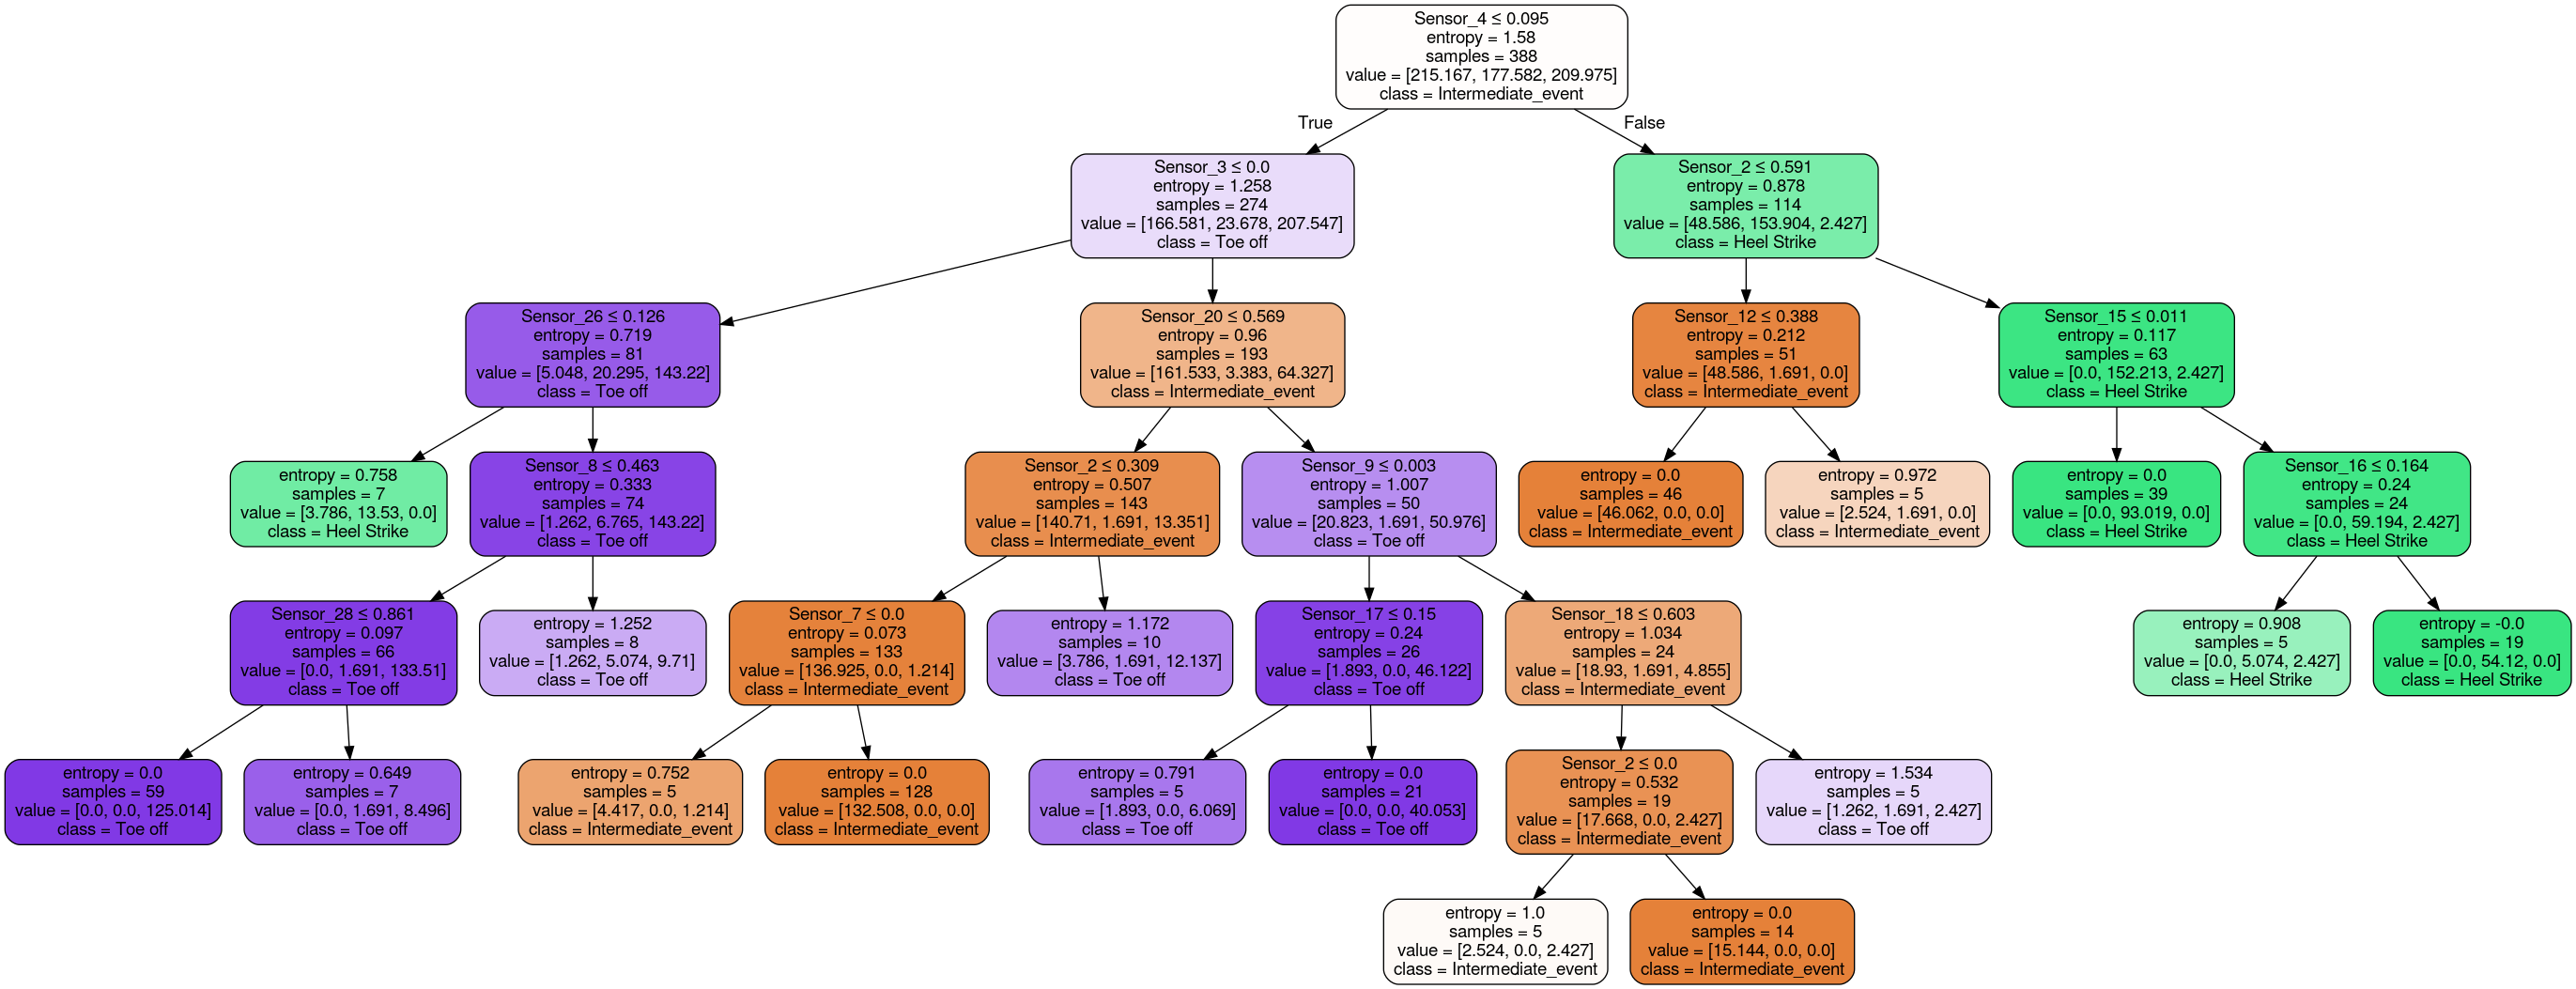 Sensor_4 ≤ 0.095
entropy = 1.58
samples = 388
value = [215.167, 177.582, 209.975]
class = Intermediate_event
True
False
Sensor_3 ≤ 0.0
entropy = 1.258
samples = 274
value = [166.581, 23.678, 207.547]
class = Toe off
Sensor_2 ≤ 0.591
entropy = 0.878
samples = 114
value = [48.586, 153.904, 2.427]
class = Heel Strike
Sensor_26 ≤ 0.126
entropy = 0.719
samples = 81
value = [5.048, 20.295, 143.22]
class = Toe off
Sensor_20 ≤ 0.569
entropy = 0.96
samples = 193
value = [161.533, 3.383, 64.327]
class = Intermediate_event
Sensor_12 ≤ 0.388
entropy = 0.212
samples = 51
value = [48.586, 1.691, 0.0]
class = Intermediate_event
Sensor_15 ≤ 0.011
entropy = 0.117
samples = 63
value = [0.0, 152.213, 2.427]
class = Heel Strike
entropy = 0.758
samples = 7
value = [3.786, 13.53, 0.0]
class = Heel Strike
Sensor_8 ≤ 0.463
entropy = 0.333
samples = 74
value = [1.262, 6.765, 143.22]
class = Toe off
Sensor_2 ≤ 0.309
entropy = 0.507
samples = 143
value = [140.71, 1.691, 13.351]
class = Intermediate_event
Sensor_9 ≤ 0.003
entropy = 1.007
samples = 50
value = [20.823, 1.691, 50.976]
class = Toe off
entropy = 0.0
samples = 46
value = [46.062, 0.0, 0.0]
class = Intermediate_event
entropy = 0.972
samples = 5
value = [2.524, 1.691, 0.0]
class = Intermediate_event
entropy = 0.0
samples = 39
value = [0.0, 93.019, 0.0]
class = Heel Strike
Sensor_16 ≤ 0.164
entropy = 0.24
samples = 24
value = [0.0, 59.194, 2.427]
class = Heel Strike
Sensor_28 ≤ 0.861
entropy = 0.097
samples = 66
value = [0.0, 1.691, 133.51]
class = Toe off
entropy = 1.252
samples = 8
value = [1.262, 5.074, 9.71]
class = Toe off
Sensor_7 ≤ 0.0
entropy = 0.073
samples = 133
value = [136.925, 0.0, 1.214]
class = Intermediate_event
entropy = 1.172
samples = 10
value = [3.786, 1.691, 12.137]
class = Toe off
Sensor_17 ≤ 0.15
entropy = 0.24
samples = 26
value = [1.893, 0.0, 46.122]
class = Toe off
Sensor_18 ≤ 0.603
entropy = 1.034
samples = 24
value = [18.93, 1.691, 4.855]
class = Intermediate_event
entropy = 0.908
samples = 5
value = [0.0, 5.074, 2.427]
class = Heel Strike
entropy = -0.0
samples = 19
value = [0.0, 54.12, 0.0]
class = Heel Strike
entropy = 0.0
samples = 59
value = [0.0, 0.0, 125.014]
class = Toe off
entropy = 0.649
samples = 7
value = [0.0, 1.691, 8.496]
class = Toe off
entropy = 0.752
samples = 5
value = [4.417, 0.0, 1.214]
class = Intermediate_event
entropy = 0.0
samples = 128
value = [132.508, 0.0, 0.0]
class = Intermediate_event
entropy = 0.791
samples = 5
value = [1.893, 0.0, 6.069]
class = Toe off
entropy = 0.0
samples = 21
value = [0.0, 0.0, 40.053]
class = Toe off
Sensor_2 ≤ 0.0
entropy = 0.532
samples = 19
value = [17.668, 0.0, 2.427]
class = Intermediate_event
entropy = 1.534
samples = 5
value = [1.262, 1.691, 2.427]
class = Toe off
entropy = 1.0
samples = 5
value = [2.524, 0.0, 2.427]
class = Intermediate_event
entropy = 0.0
samples = 14
value = [15.144, 0.0, 0.0]
class = Intermediate_event